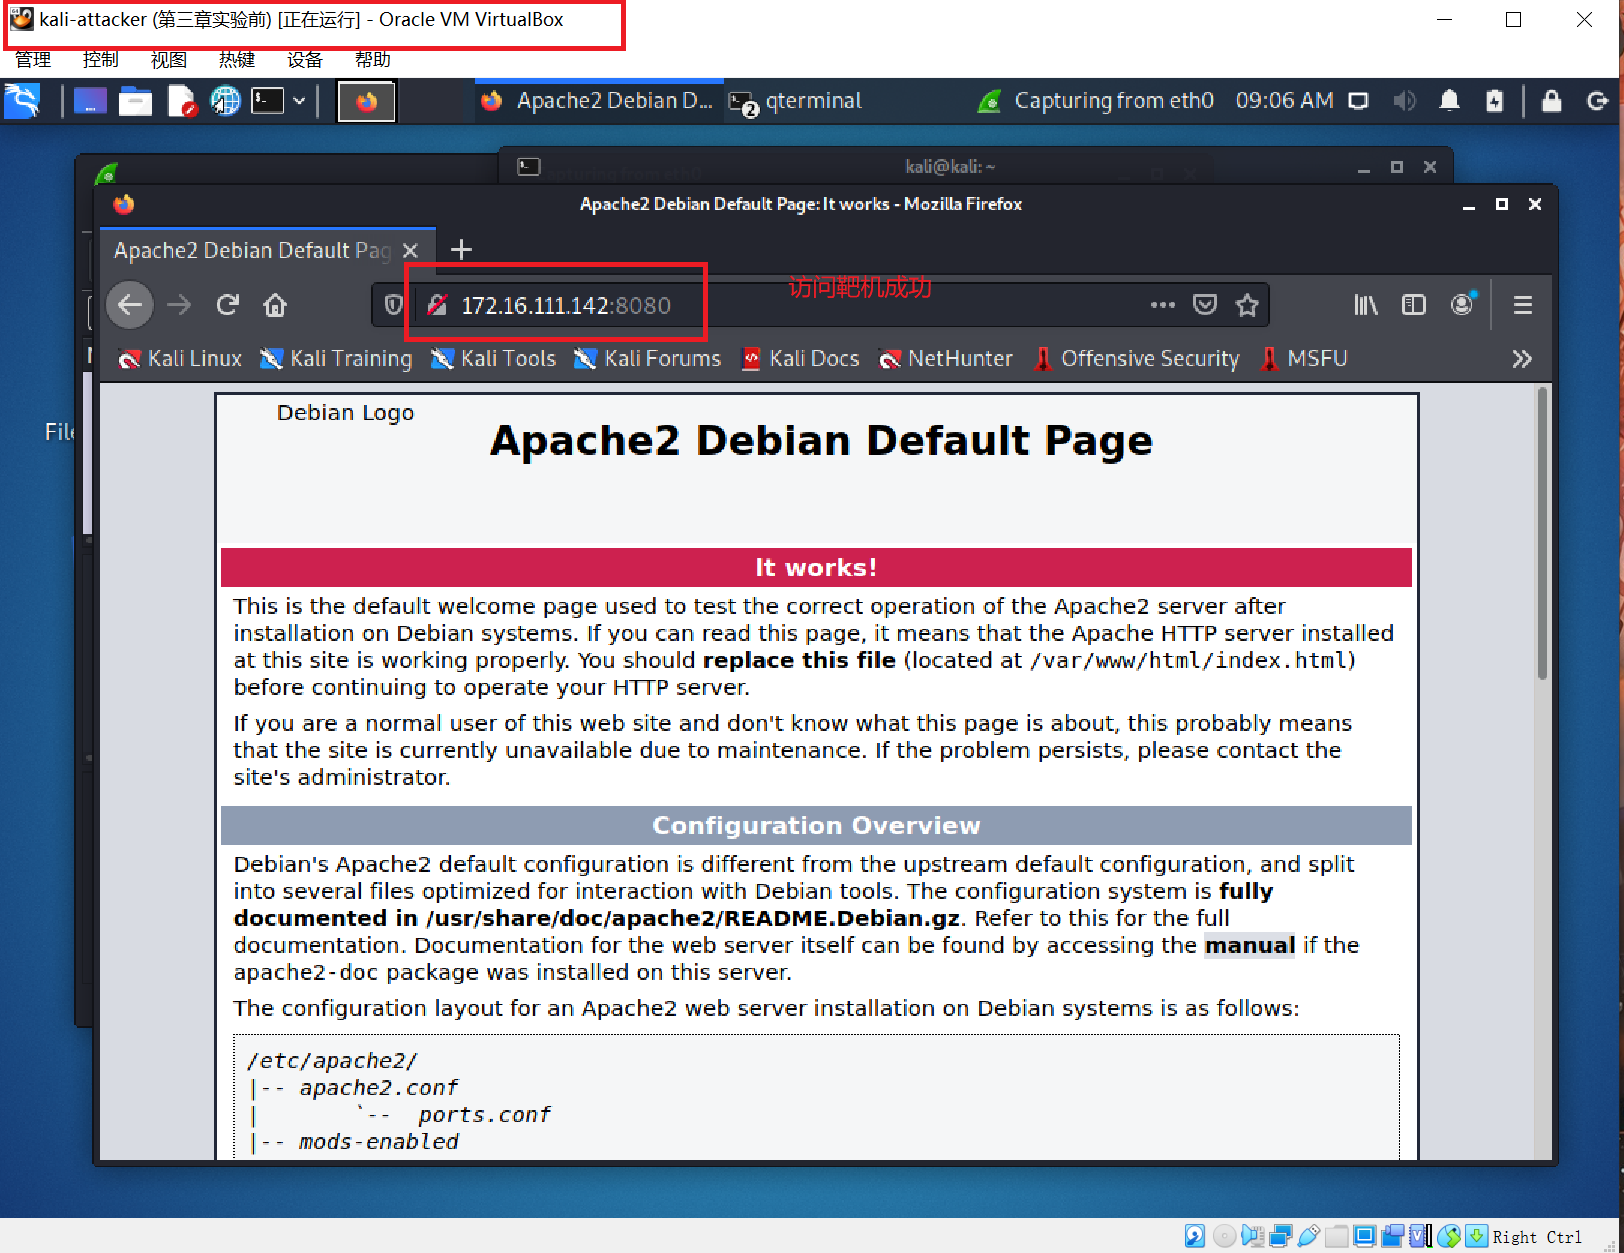 kali-attacker (第三章实验前) [正在运行] - Oracle VM VirtualBox
管理 控制 视图 热键 设备 帮助
Apache2 Debian D... 2 qterminal Capturing from eth0 09:06 AM
kali@kali: ~
Apache2 Debian Default Page: It works - Mozilla Firefox
Apache2 Debian Default Pag
172.16.111.142:8080
访问靶机成功
Kali Linux Kali Training Kali Tools Kali Forums Kali Docs NetHunter Offensive Security MSFU
File
Debian Logo
Apache2 Debian Default Page
It works!
This is the default welcome page used to test the correct operation of the Apache2 server after
installation on Debian systems. If you can read this page, it means that the Apache HTTP server installed
at this site is working properly. You should replace this file (located at /var/www/html/index.html)
before continuing to operate your HTTP server.
If you are a normal user of this web site and don't know what this page is about, this probably means
that the site is currently unavailable due to maintenance. If the problem persists, please contact the
site's administrator.
Configuration Overview
Debian's Apache2 default configuration is different from the upstream default configuration, and split
into several files optimized for interaction with Debian tools. The configuration system is fully
documented in /usr/share/doc/apache2/README.Debian.gz. Refer to this for the full
documentation. Documentation for the web server itself can be found by accessing the manual if the
apache2-doc package was installed on this server.
The configuration layout for an Apache2 web server installation on Debian systems is as follows:
/etc/apache2/
|-- apache2.conf
|       `--  ports.conf
|-- mods-enabled
Right Ctrl